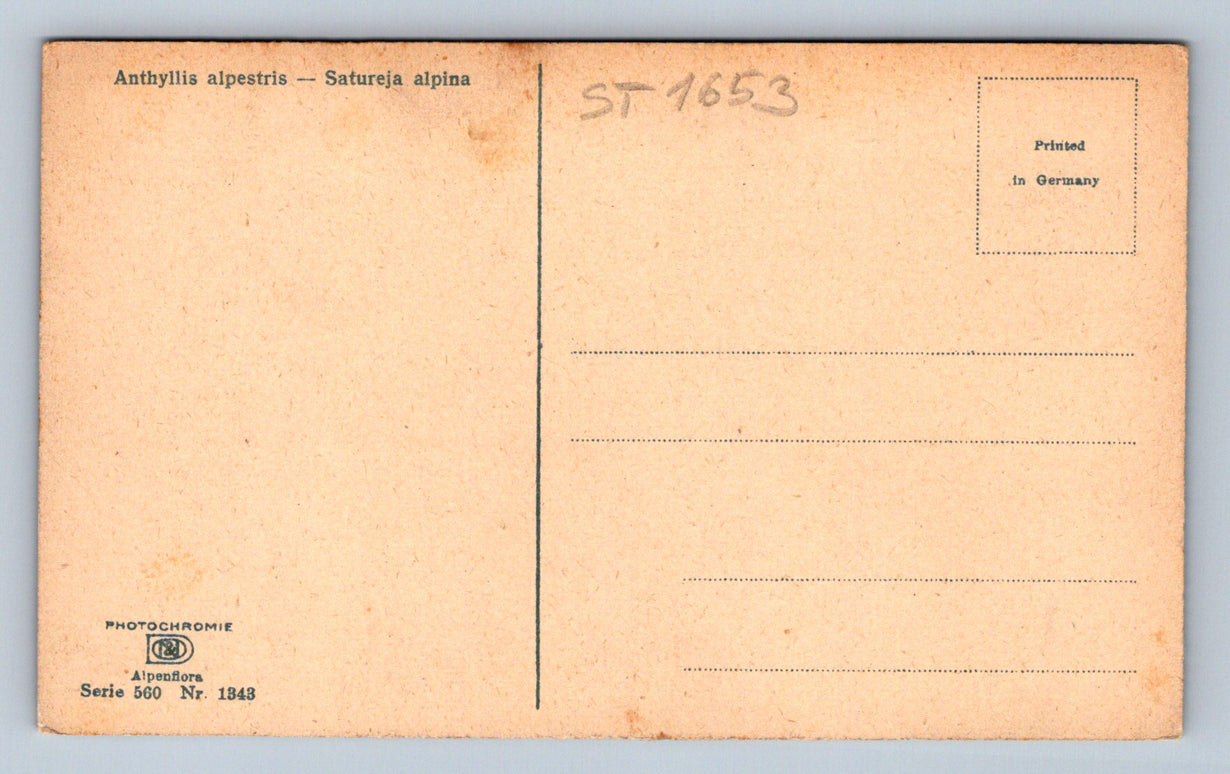 Anthyllis alpestris — Satureja alpina
ST 1653
Printed
in Germany
PHOTOCHROMIE
Alpenflora
Serie 560 Nr. 1343